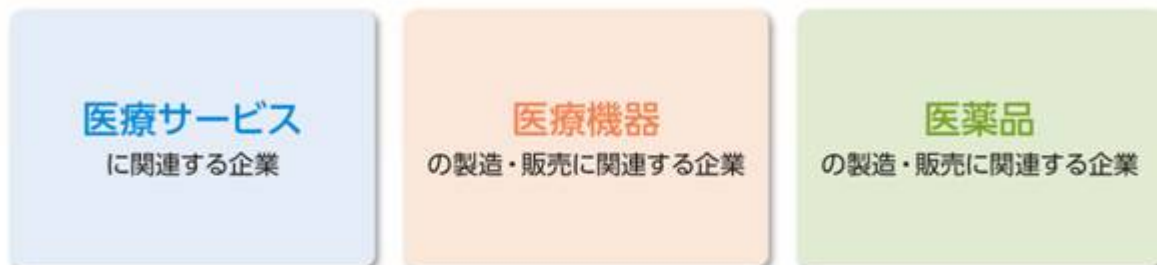 医療サービス
に関連する企業
医療機器
の製造・販売に関連する企業
医薬品
の製造・販売に関連する企業